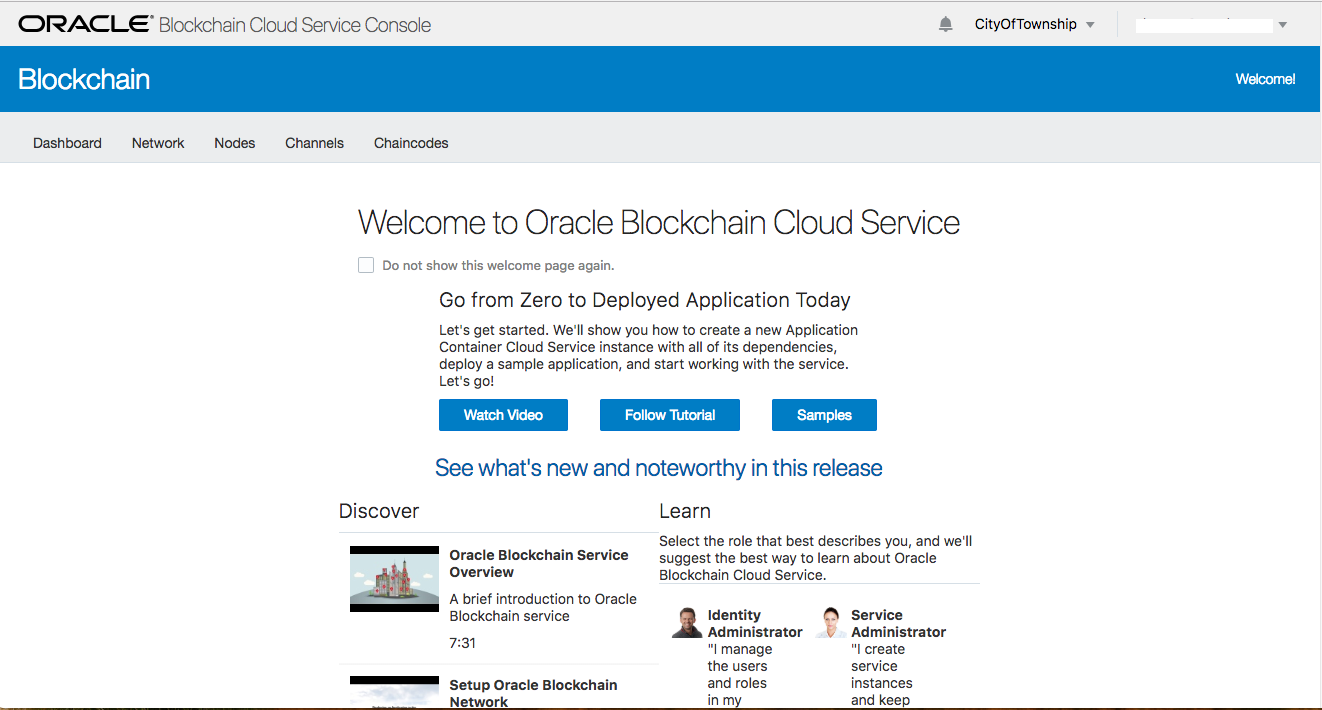 ORACLE® Blockchain Cloud Service Console
CityOfTownship
Blockchain
Welcome!
Dashboard Network Nodes Channels Chaincodes
Welcome to Oracle Blockchain Cloud Service
Do not show this welcome page again.
Go from Zero to Deployed Application Today
Let's get started. We'll show you how to create a new Application
Container Cloud Service instance with all of its dependencies,
deploy a sample application, and start working with the service.
Let's go!
Watch Video Follow Tutorial Samples
See what's new and noteworthy in this release
Discover
Oracle Blockchain Service
Overview
A brief introduction to Oracle
Blockchain service
7:31
Setup Oracle Blockchain
Network
Learn
Select the role that best describes you, and we'll
suggest the best way to learn about Oracle
Blockchain Cloud Service.
Identity
Administrator
"I manage
the users
and roles
in my
Service
Administrator
"I create
service
instances
and keep